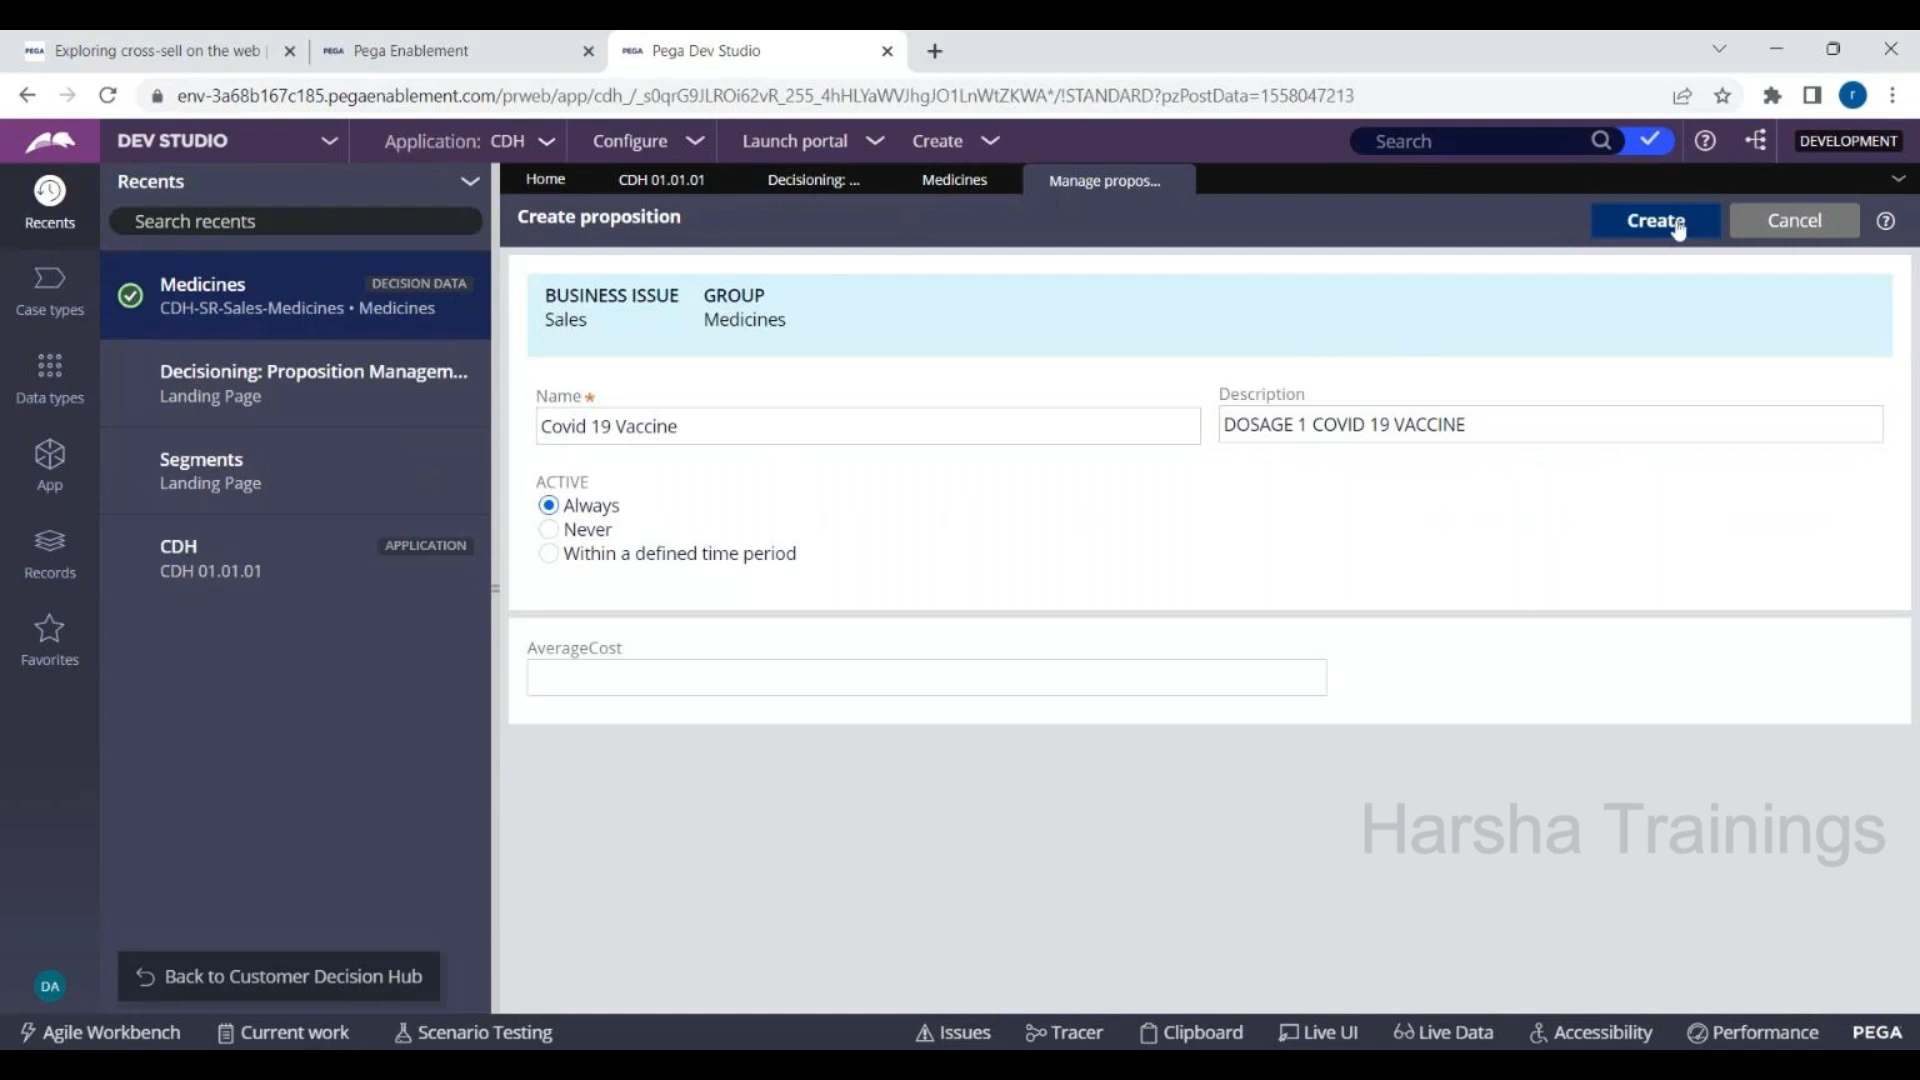 PEGA Exploring cross-sell on the web
PEGA Pega Enablement
PEGA Pega Dev Studio
env-3a68b167c185.pegaenablement.com/prweb/app/cdh_/_s0qrG9JLROi62vR_255_4hHLYaWVJhgJO1LnWtZKWA*/!STANDARD?pzPostData=1558047213
r
DEV STUDIO
Application: CDH
Configure
Launch portal
Create
Search
DEVELOPMENT
Recents
Case types
Data types
App
Records
Favorites
DA
Recents
Search recents
Medicines DECISION DATA
CDH-SR-Sales-Medicines • Medicines
Decisioning: Proposition Managem...
Landing Page
Segments
Landing Page
CDH APPLICATION
CDH 01.01.01
Back to Customer Decision Hub
Home CDH 01.01.01 Decisioning: ... Medicines Manage propos...
Create proposition
Create
Cancel
BUSINESS ISSUE GROUP
Sales Medicines
Name * Description
Covid 19 Vaccine DOSAGE 1 COVID 19 VACCINE
ACTIVE
Always
Never
Within a defined time period
AverageCost
Harsha Trainings
Agile Workbench Current work Scenario Testing Issues Tracer Clipboard Live UI Live Data Accessibility Performance PEGA